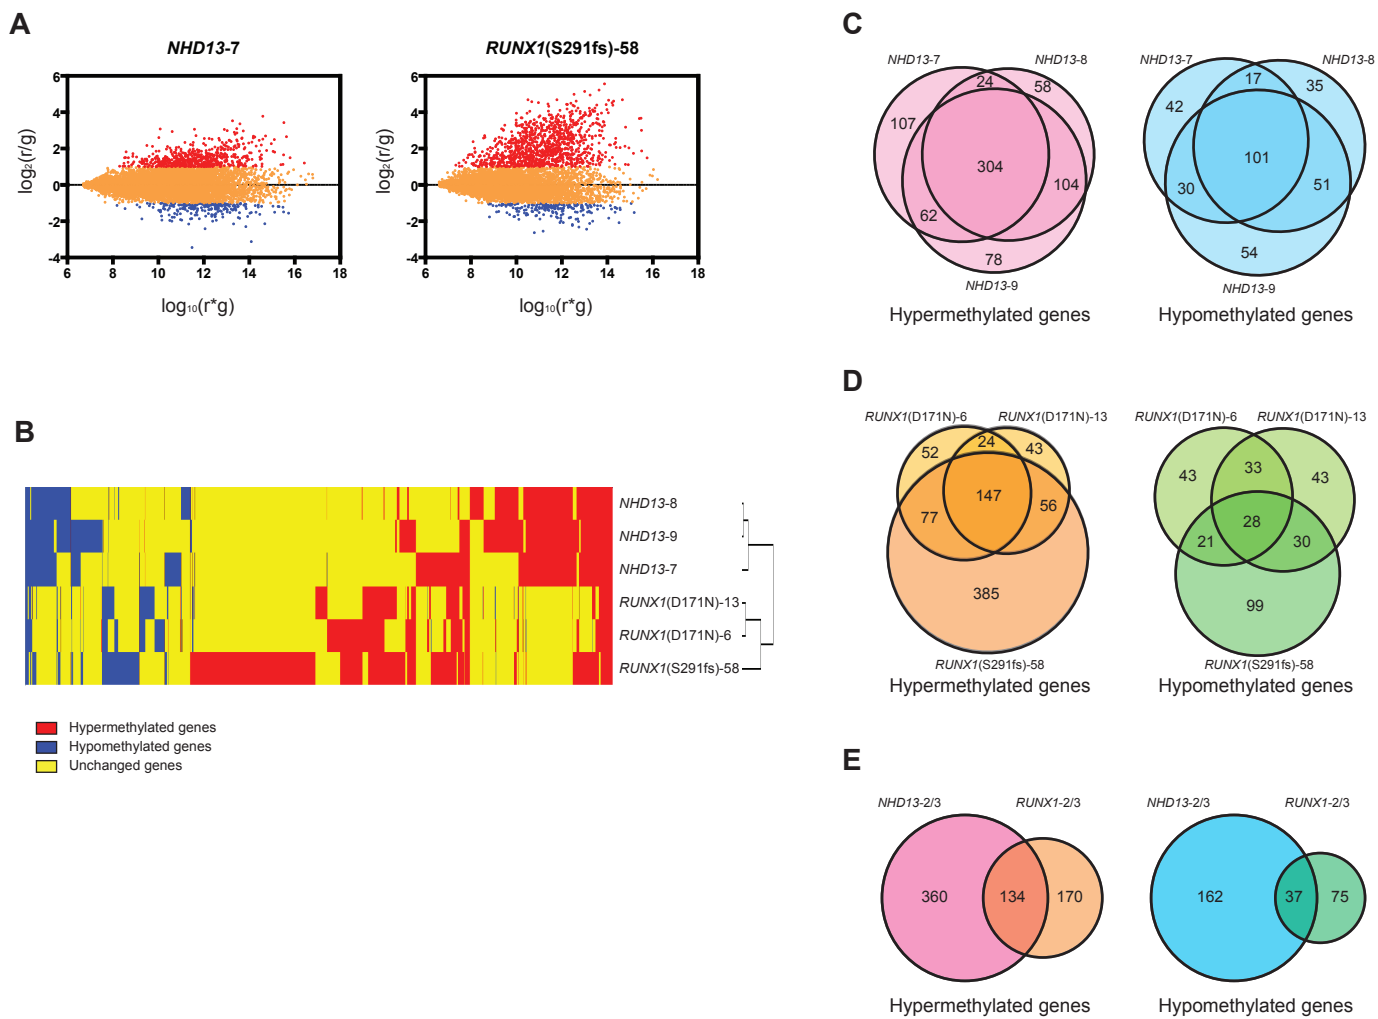 A
NHD13-7
RUNX1(S291fs)-58
6
4
2
0
-2
-4
log2(r/g)
6 8 10 12 14 16 18
log10(r*g)
6
4
2
0
-2
-4
log2(r/g)
6 8 10 12 14 16 18
log10(r*g)
B
NHD13-8
NHD13-9
NHD13-7
RUNX1(D171N)-13
RUNX1(D171N)-6
RUNX1(S291fs)-58
Hypermethylated genes
Hypomethylated genes
Unchanged genes
C
NHD13-7
NHD13-8
24
58
107
304
104
62
78
NHD13-9
Hypermethylated genes
NHD13-7
NHD13-8
17
35
42
101
30
51
54
NHD13-9
Hypomethylated genes
D
RUNX1(D171N)-6
RUNX1(D171N)-13
52
24
43
147
77
56
385
RUNX1(S291fs)-58
Hypermethylated genes
RUNX1(D171N)-6
RUNX1(D171N)-13
43
33
43
28
21
30
99
RUNX1(S291fs)-58
Hypomethylated genes
E
NHD13-2/3
RUNX1-2/3
360
134
170
Hypermethylated genes
NHD13-2/3
RUNX1-2/3
162
37
75
Hypomethylated genes